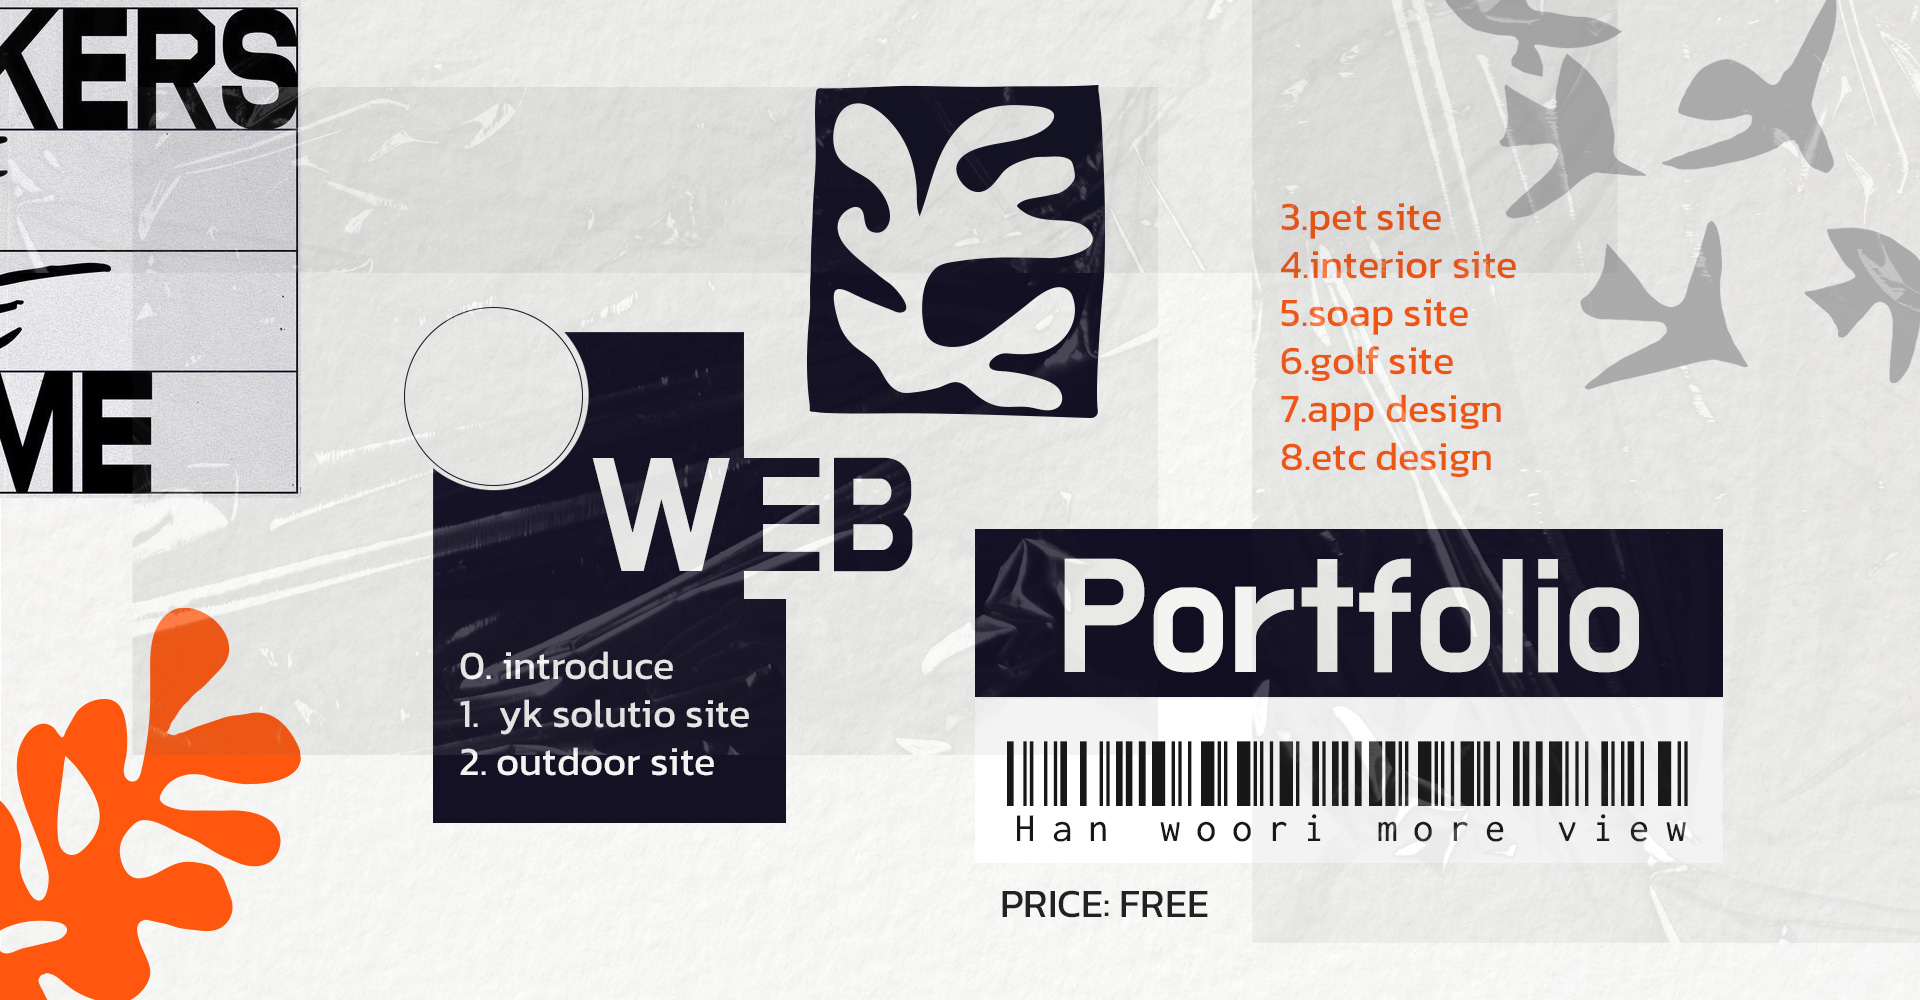 KERS
ME
WEB
0. introduce
1. yk solutio site
2. outdoor site
3.pet site
4.interior site
5.soap site
6.golf site
7.app design
8.etc design
Portfolio
Han woori more view
PRICE: FREE